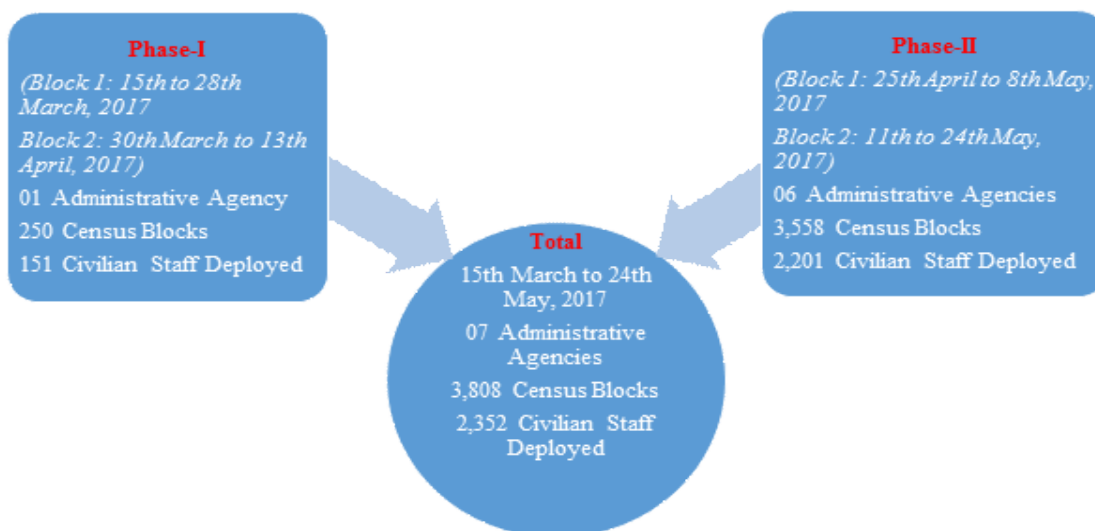 Phase-I
(Block 1: 15th to 28th
March, 2017
Block 2: 30th March to 13th
April, 2017)
01 Administrative Agency
250 Census Blocks
151 Civilian Staff Deployed
Phase-II
(Block 1: 25th April to 8th May,
2017
Block 2: 11th to 24th May,
2017)
06 Administrative Agencies
3,558 Census Blocks
2,201 Civilian Staff Deployed
Total
15th March to 24th
May, 2017
07 Administrative
Agencies
3,808 Census Blocks
2,352 Civilian Staff
Deployed